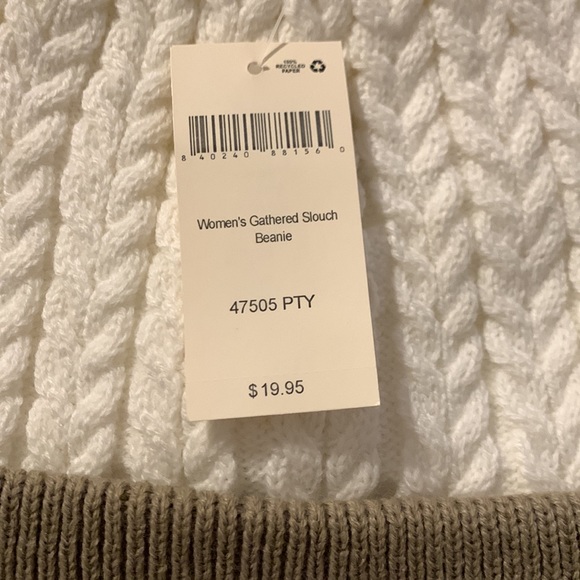 100%
RECYCLED
PAPER
8 40240 88156 0
Women's Gathered Slouch
Beanie
47505 PTY
$19.95